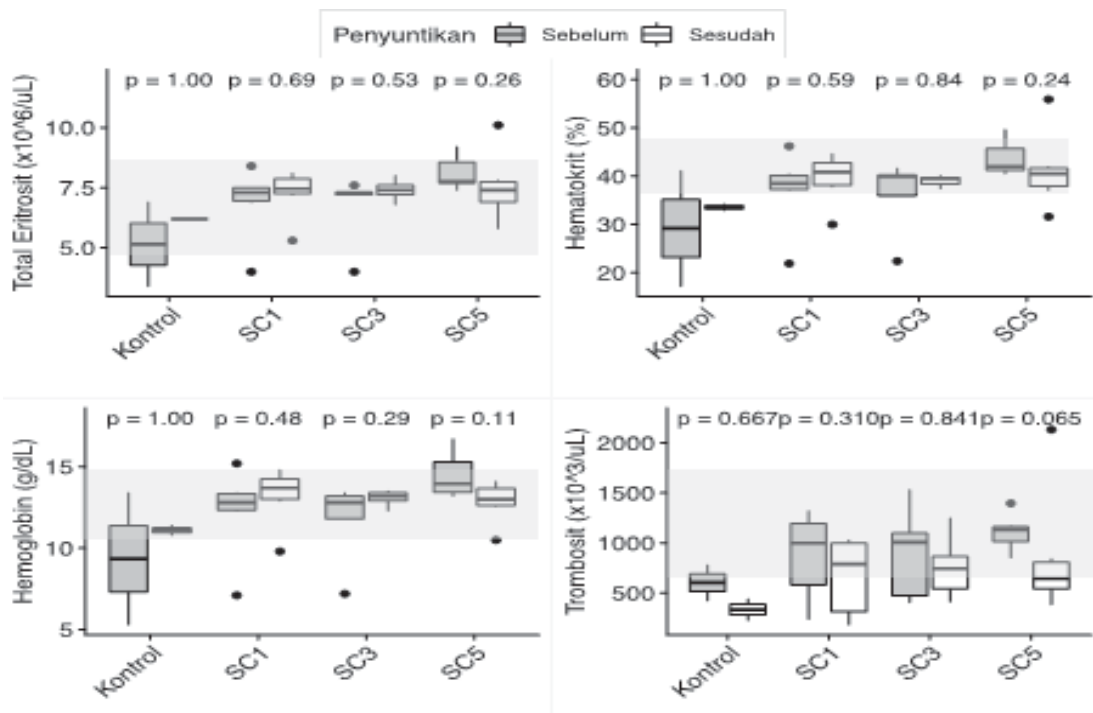 Penyuntikan Sebelum Sesudah
Total Eritrosit (x10^6/uL)
p = 1.00 p = 0.69 p = 0.53 p = 0.26
10.0
7.5
5.0
Kontrol SC1 SC3 SC5
Hematokrit (%)
p = 1.00 p = 0.59 p = 0.84 p = 0.24
60
50
40
30
20
Kontrol SC1 SC3 SC5
Hemoglobin (g/dL)
p = 1.00 p = 0.48 p = 0.29 p = 0.11
15
10
5
Kontrol SC1 SC3 SC5
Trombosit (x10^3/uL)
p = 0.667p = 0.310p = 0.841p = 0.065
2000
1500
1000
500
Kontrol SC1 SC3 SC5